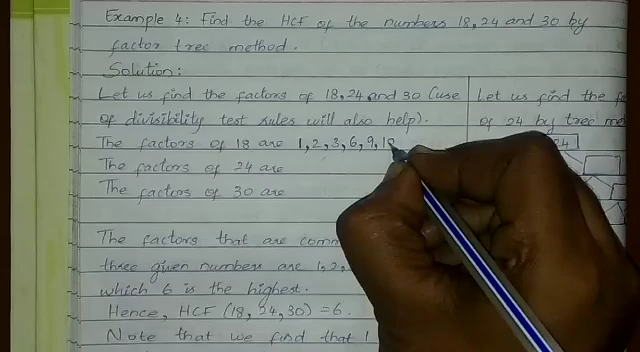 Example 4: Find the HCF of the numbers 18, 24 and 30 by
factor tree method.
Solution:
Let us find the factors of 18, 24 and 30 (use
of divisibility test rules will also help).
The factors of 18 are 1, 2, 3, 6, 9, 18
The factors of 24 are
The factors of 30 are
The factors that are comm
three given numbers are 1, 2,
which 6 is the highest.
Hence, HCF (18, 24, 30) = 6.
Note that we find that 1
Let us find the f
of 24 by tree me
24